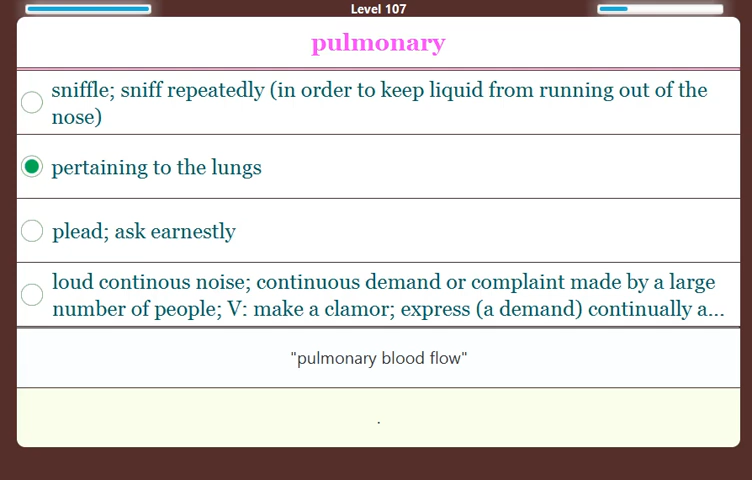 Level 107
pulmonary
sniffle; sniff repeatedly (in order to keep liquid from running out of the
nose)
pertaining to the lungs
plead; ask earnestly
loud continous noise; continuous demand or complaint made by a large
number of people; V: make a clamor; express (a demand) continually a...
"pulmonary blood flow"
.